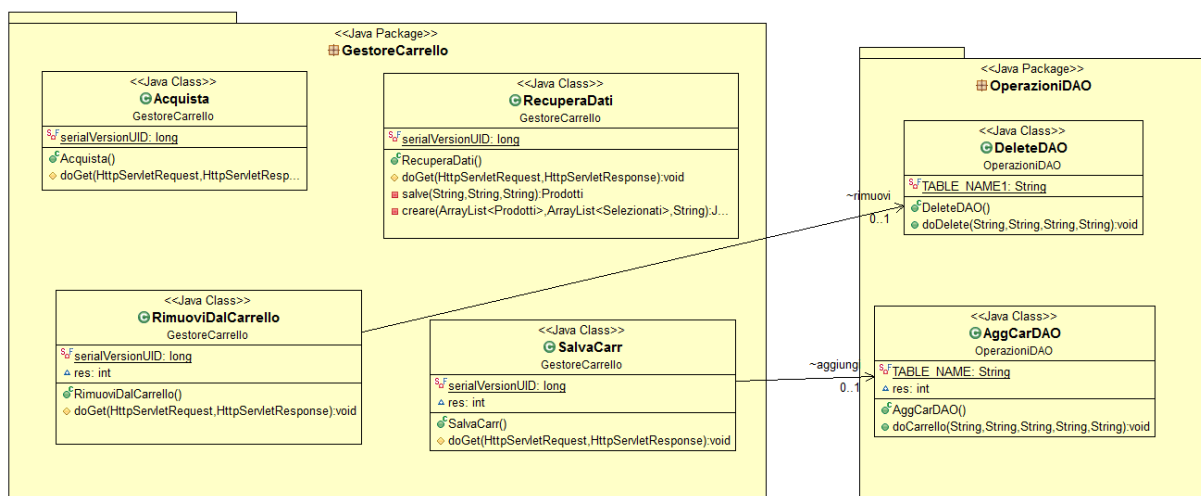 <<Java Package>>
GestoreCarrello
<<Java Class>>
Acquista
GestoreCarrello
serialVersionUID: long
Acquista()
doGet(HttpServletRequest,HttpServletResp...
<<Java Class>>
RecuperaDati
GestoreCarrello
serialVersionUID: long
RecuperaDati()
doGet(HttpServletRequest,HttpServletResponse):void
salve(String,String,String):Prodotti
creare(ArrayList<Prodotti>,ArrayList<Selezionati>,String):J...
<<Java Class>>
RimuoviDalCarrello
GestoreCarrello
serialVersionUID: long
res: int
RimuoviDalCarrello()
doGet(HttpServletRequest,HttpServletResponse):void
<<Java Class>>
SalvaCarr
GestoreCarrello
serialVersionUID: long
res: int
SalvaCarr()
doGet(HttpServletRequest,HttpServletResponse):void
~rimuovi
0..1
~aggiungi
0..1
<<Java Package>>
OperazioniDAO
<<Java Class>>
DeleteDAO
OperazioniDAO
TABLE_NAME1: String
DeleteDAO()
doDelete(String,String,String,String):void
<<Java Class>>
AggCarDAO
OperazioniDAO
TABLE_NAME: String
res: int
AggCarDAO()
doCarrello(String,String,String,String,String):void